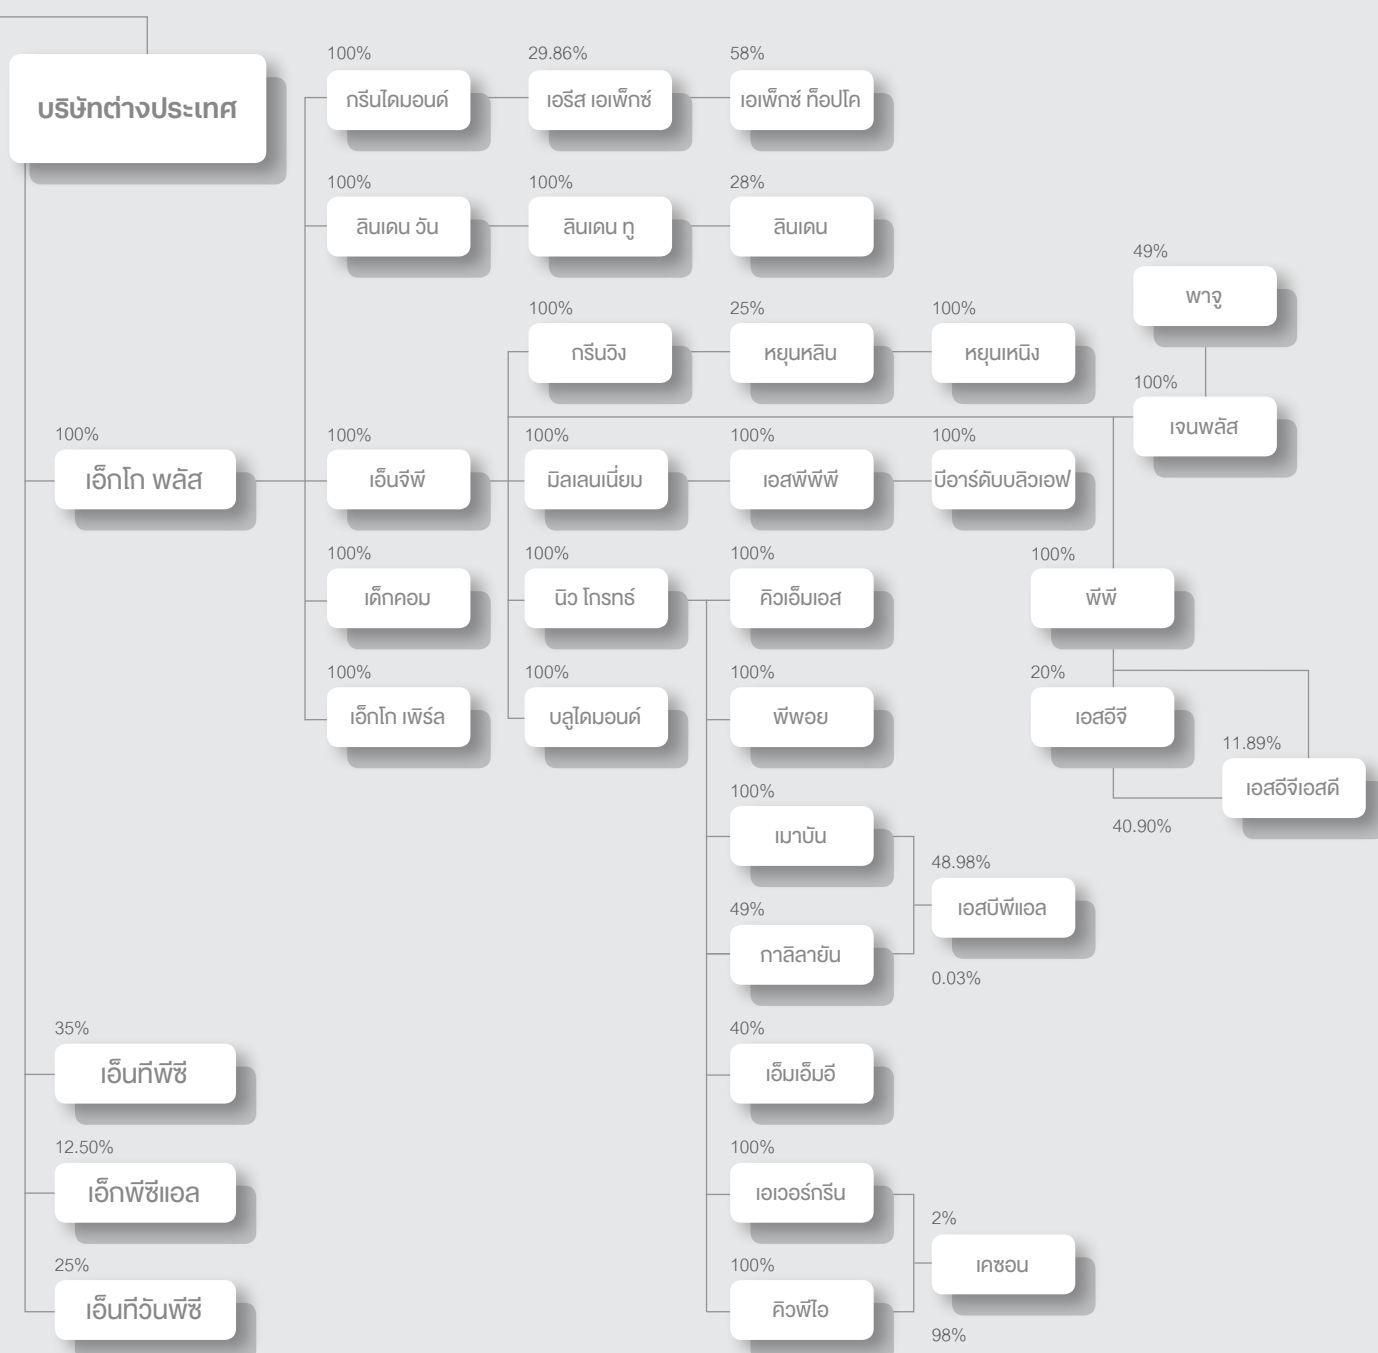 บริษัทต่างประเทศ
100%
กรีนไดมอนด์
29.86%
เอรีส เอเพ็กซ์
58%
เอเพ็กซ์ ท็อปโค
100%
ลินเดน วัน
100%
ลินเดน ทู
28%
ลินเดน
49%
พาจู
100%
กรีนวิง
25%
หยุนหลิน
100%
หยุนเหนิง
100%
เจนพลัส
100%
เอ็กโก พลัส
100%
เอ็นจีพี
100%
มิลเลนเนี่ยม
100%
เอสพีพีพี
100%
บีอาร์ดับบลิวเอฟ
100%
เด็กคอม
100%
นิว โกรทธ์
100%
คิวเอ็มเอส
100%
พีพี
100%
เอ็กโก เพิร์ล
100%
บลูไดมอนด์
100%
พีพอย
20%
เอสอีจี
11.89%
เอสอีจีเอสดี
40.90%
100%
เมาบัน
48.98%
เอสบีพีแอล
0.03%
49%
กาลิลายัน
35%
เอ็นทีพีซี
40%
เอ็มเอ็มอี
12.50%
เอ็กพีซีแอล
100%
เอเวอร์กรีน
2%
เคซอน
98%
25%
เอ็นทีวันพีซี
100%
คิวพีไอ